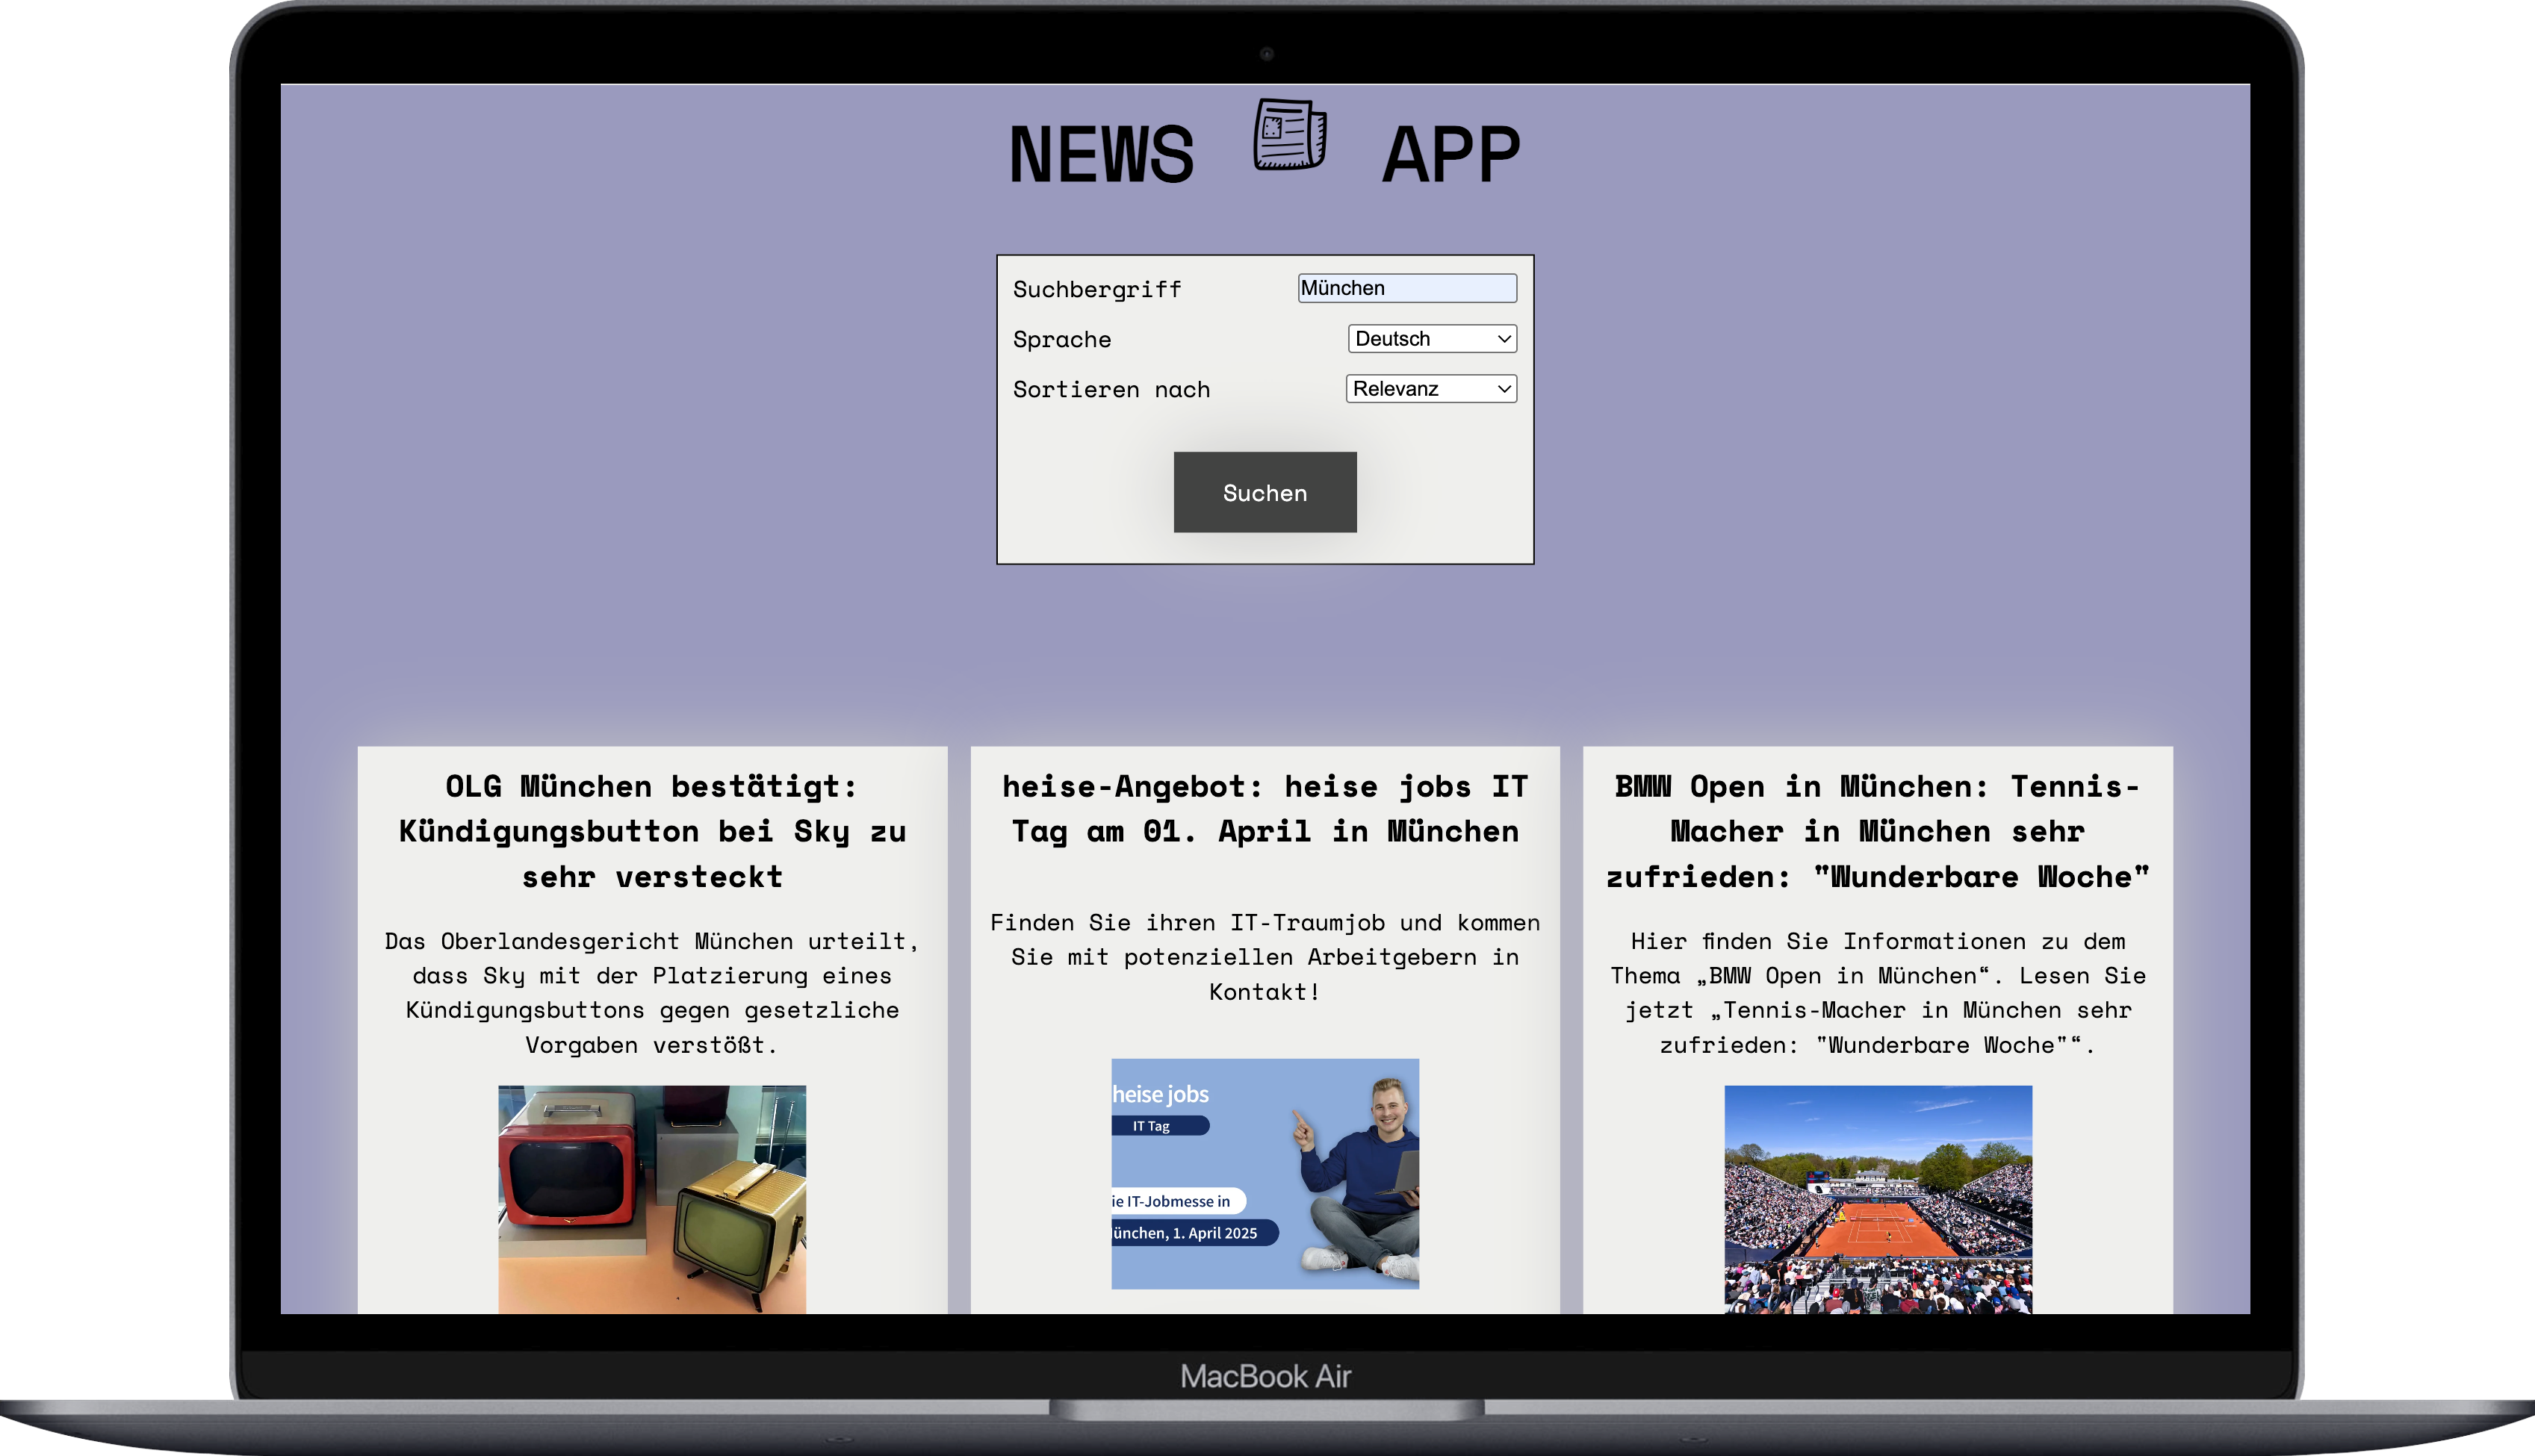 NEWS APP
Suchbergriff München
Sprache Deutsch
Sortieren nach Relevanz
Suchen
OLG München bestätigt:
Kündigungsbutton bei Sky zu
sehr versteckt
Das Oberlandesgericht München urteilt,
dass Sky mit der Platzierung eines
Kündigungsbuttons gegen gesetzliche
Vorgaben verstößt.
heise-Angebot: heise jobs IT
Tag am 01. April in München
Finden Sie ihren IT-Traumjob und kommen
Sie mit potenziellen Arbeitgebern in
Kontakt!
heise jobs
IT Tag
ie IT-Jobmesse in
ünchen, 1. April 2025
BMW Open in München: Tennis-
Macher in München sehr
zufrieden: "Wunderbare Woche"
Hier finden Sie Informationen zu dem
Thema „BMW Open in München“. Lesen Sie
jetzt „Tennis-Macher in München sehr
zufrieden: "Wunderbare Woche"“.
MacBook Air